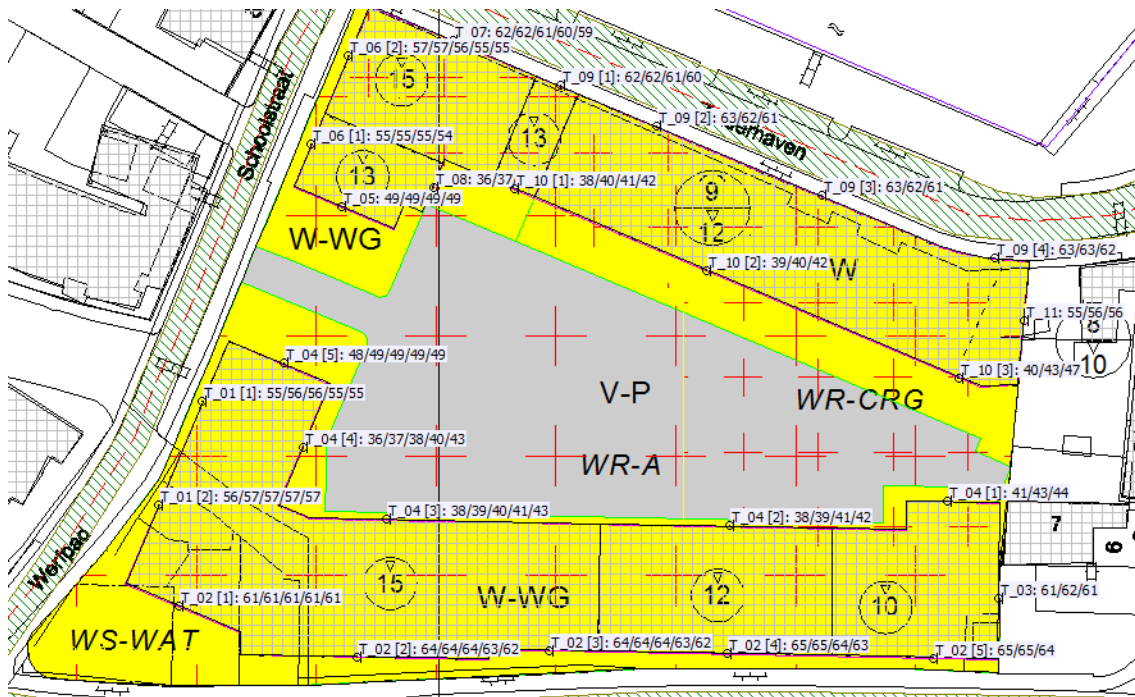 T_07: 62/62/61/60/59
T_06 [2]: 57/57/56/55/55
15
T_09 [1]: 62/62/61/60
Schoolstraat
T_09 [2]: 63/62/61
T_06 [1]: 55/55/55/54
13
13
T_08: 36/37
T_10 [1]: 38/40/41/42
T_05: 49/49/49/49
9
12
T_09 [3]: 63/62/61
W-WG
T_10 [2]: 39/40/42
W
T_09 [4]: 63/63/62
T_11: 55/56/56
8
10
T_04 [5]: 48/49/49/49/49
T_10 [3]: 40/43/47
T_01 [1]: 55/56/56/55/55
V-P
WR-CRG
T_04 [4]: 36/37/38/40/43
WR-A
T_01 [2]: 56/57/57/57/57
T_04 [1]: 41/43/44
T_04 [3]: 38/39/40/41/43
T_04 [2]: 38/39/41/42
7
6
Werfpad
15
W-WG
12
10
T_03: 61/62/61
T_02 [1]: 61/61/61/61/61
WS-WAT
T_02 [2]: 64/64/64/63/62
T_02 [3]: 64/64/64/63/62
T_02 [4]: 65/65/64/63
T_02 [5]: 65/65/64